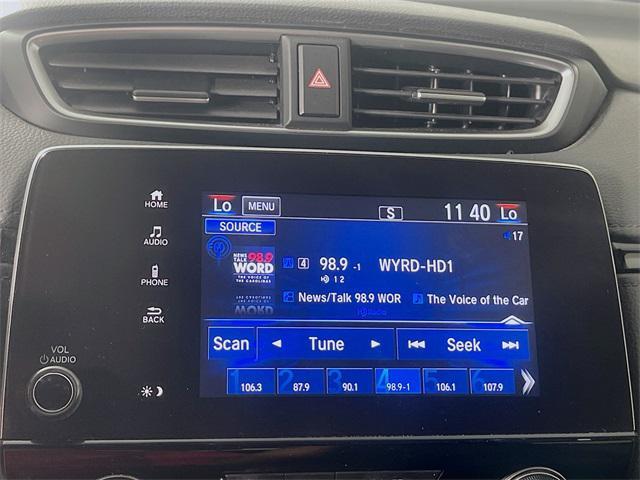 HOME
AUDIO
PHONE
BACK
VOL
AUDIO
Lo MENU S 11 40 Lo
SOURCE
17
NEWS TALK 98.9
WORD
THE VOICE OF THE CAROLINAS
4 98.9 -1 WYRD-HD1
1 2
News/Talk 98.9 WOR The Voice of the Car
Scan Tune Seek
1 106.3 2 87.9 3 90.1 4 98.9-1 5 106.1 6 107.9